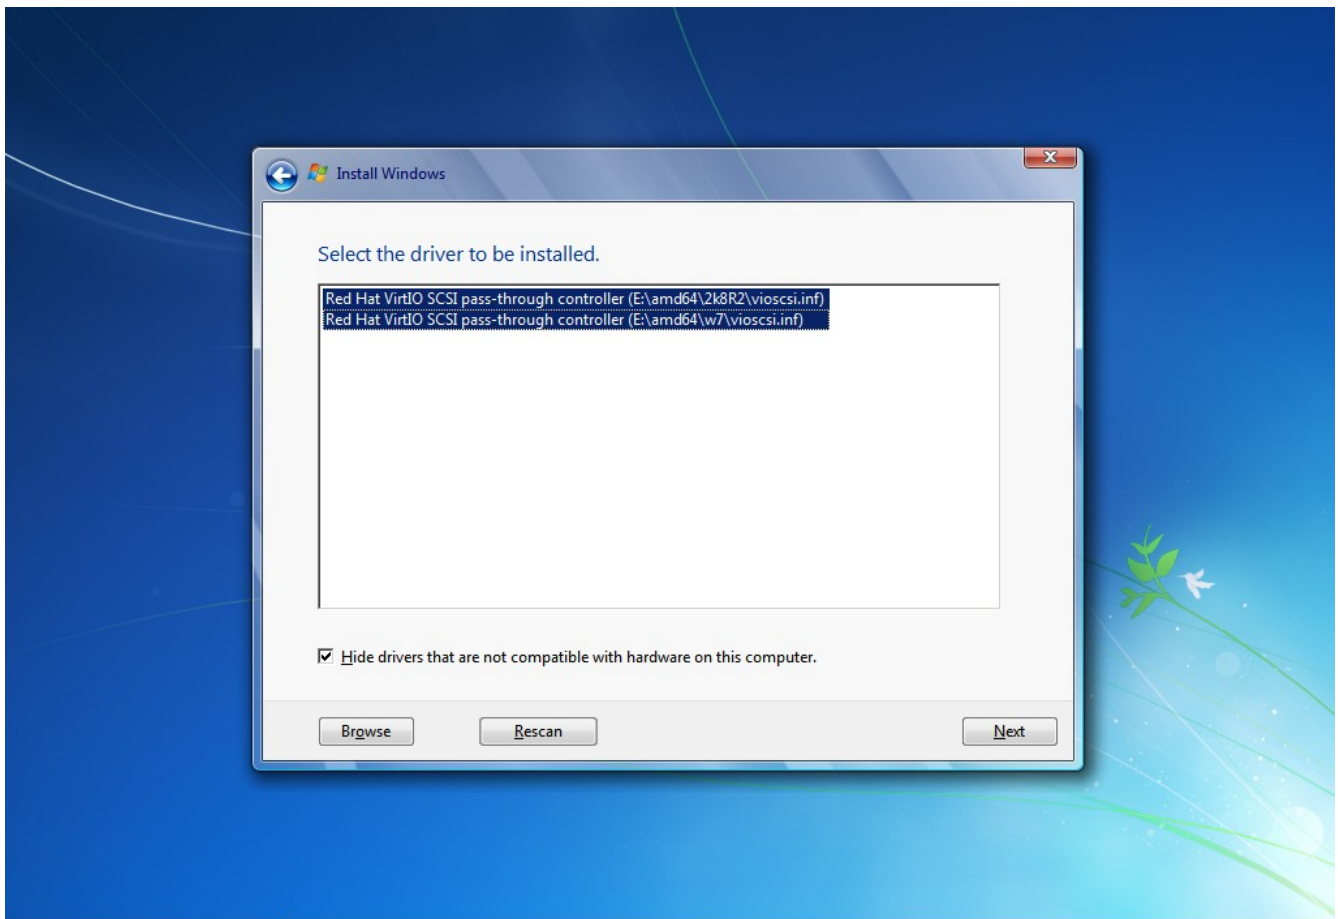 Install Windows
Select the driver to be installed.
Red Hat VirtIO SCSI pass-through controller (E:\amd64\2k8R2\vioscsi.inf)
Red Hat VirtIO SCSI pass-through controller (E:\amd64\w7\vioscsi.inf)
Hide drivers that are not compatible with hardware on this computer.
Browse Rescan Next